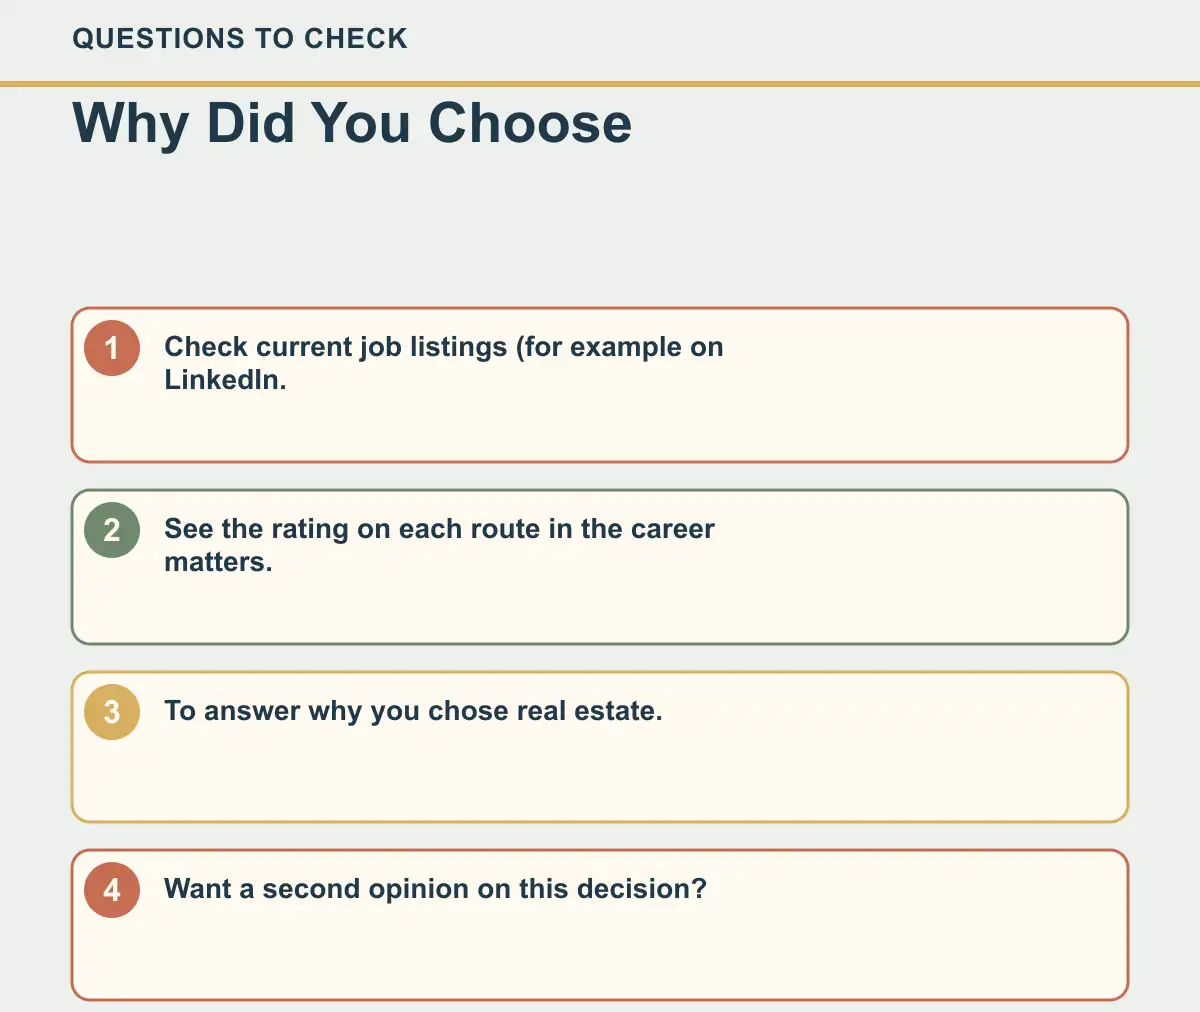 QUESTIONS TO CHECK
Why Did You Choose
1
Check current job listings (for example on
LinkedIn.
2
See the rating on each route in the career
matters.
3
To answer why you chose real estate.
4
Want a second opinion on this decision?